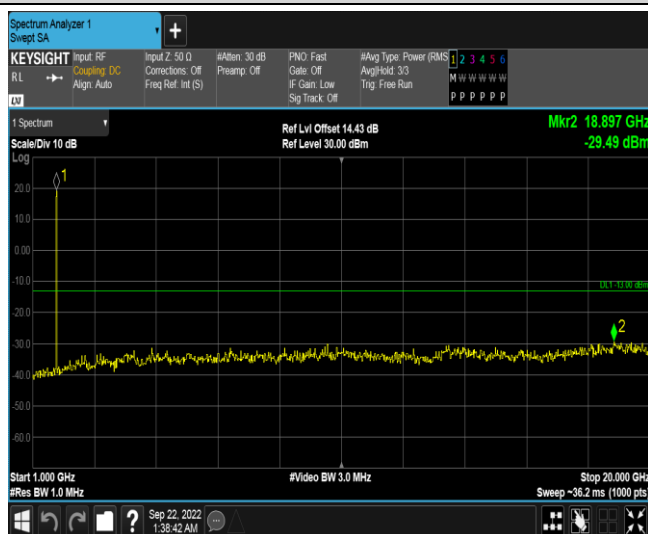 Spectrum Analyzer 1
Swept SA
KEYSIGHT Input: RF Input Z: 50 Ω #Atten: 30 dB PNO: Fast #Avg Type: Power (RMS 1 2 3 4 5 6
RL Coupling: DC Corrections: Off Preamp: Off Gate: Off Avg|Hold: 3/3 M W W W W W
Align: Auto Freq Ref: Int (S) IF Gain: Low Trig: Free Run
Sig Track: Off P P P P P P
LXI
1 Spectrum Ref Lvl Offset 14.43 dB Mkr2 18.897 GHz
Scale/Div 10 dB Ref Level 30.00 dBm -29.49 dBm
Log
1
20.0
10.0
0.00
-10.0
DL1 -13.00 dBm
-20.0
2
-30.0
-40.0
-50.0
-60.0
Start 1.000 GHz #Video BW 3.0 MHz Stop 20.000 GHz
#Res BW 1.0 MHz Sweep ~36.2 ms (1000 pts)
? Sep 22, 2022
1:38:42 AM